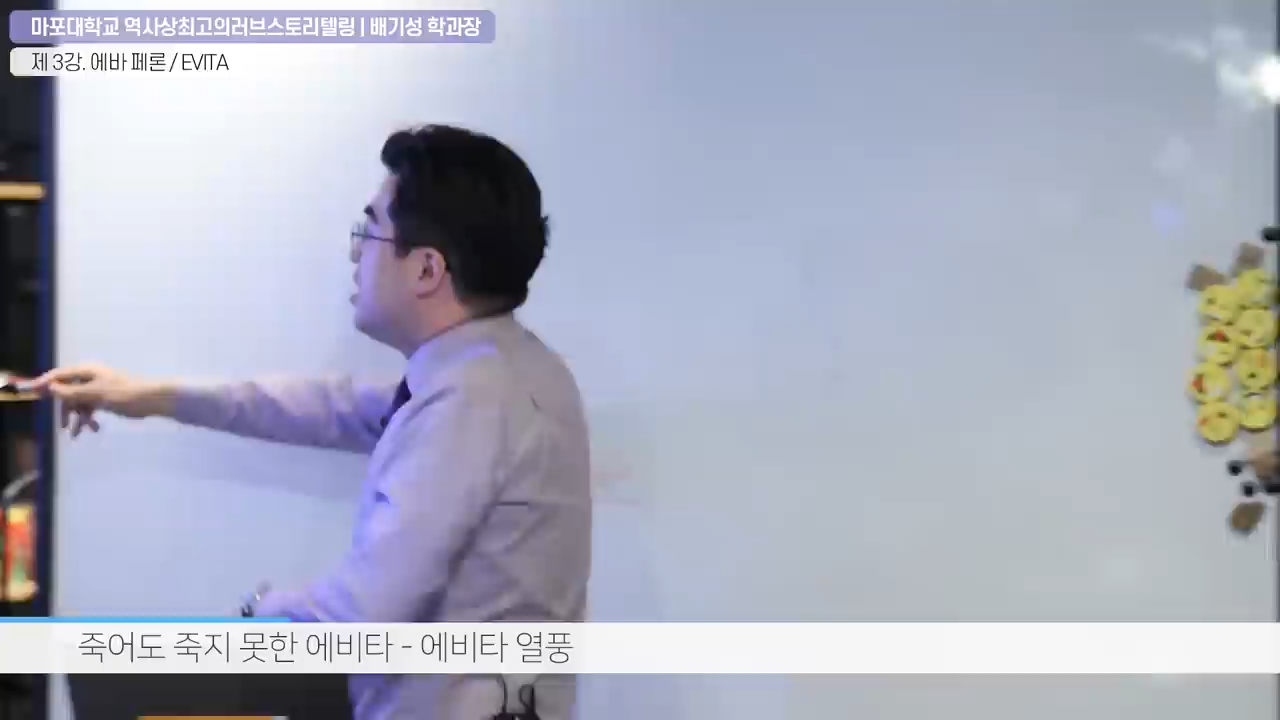 마포대학교 역사상최고의러브스토리텔링 | 배기성 학과장
제 3강. 에바 페론 / EVITA
죽어도 죽지 못한 에비타 - 에비타 열풍